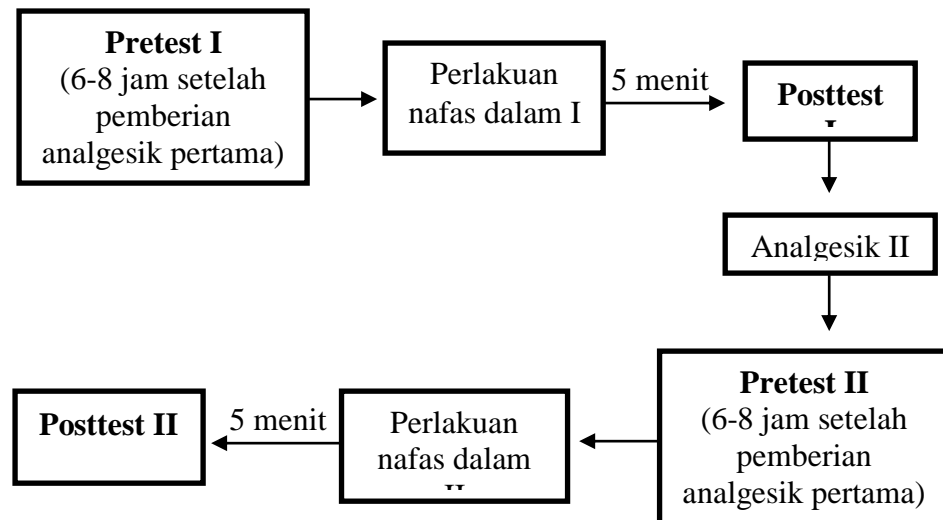 Pretest I
(6-8 jam setelah
pemberian
analgesik pertama)
Perlakuan
nafas dalam I
5 menit
Posttest
Analgesik II
Pretest II
(6-8 jam setelah
pemberian
analgesik pertama)
Perlakuan
nafas dalam
5 menit
Posttest II